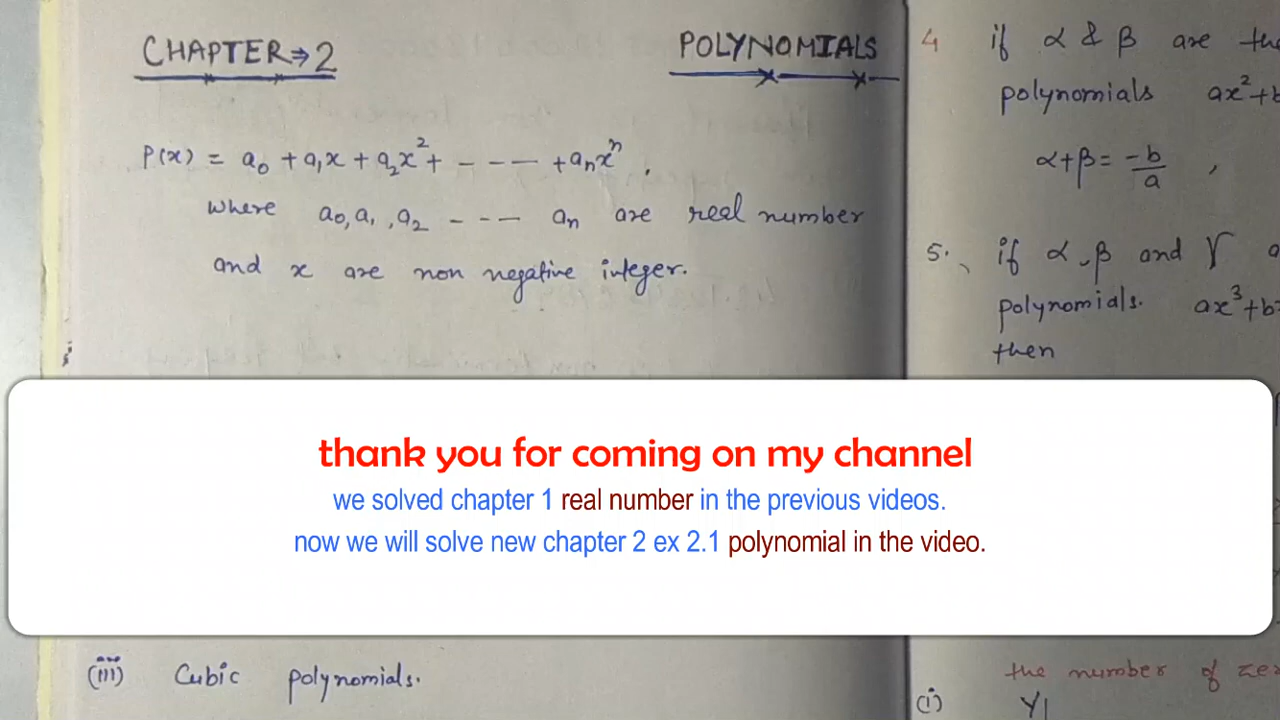 CHAPTER → 2
POLYNOMIALS
P(x) = a₀ + a₁x + a₂x² + - - - - + aₙxⁿ,
where a₀, a₁, a₂ - - - - aₙ are real number
and x are non negative integer.
(iii) Cubic polynomials.
4 if α & β are the
polynomials ax² + b
α+β = -b/a ,
5. if α, β and γ a
polynomials. ax³ + b
then
the number of
(i) Y
thank you for coming on my channel
we solved chapter 1 real number in the previous videos.
now we will solve new chapter 2 ex 2.1 polynomial in the video.